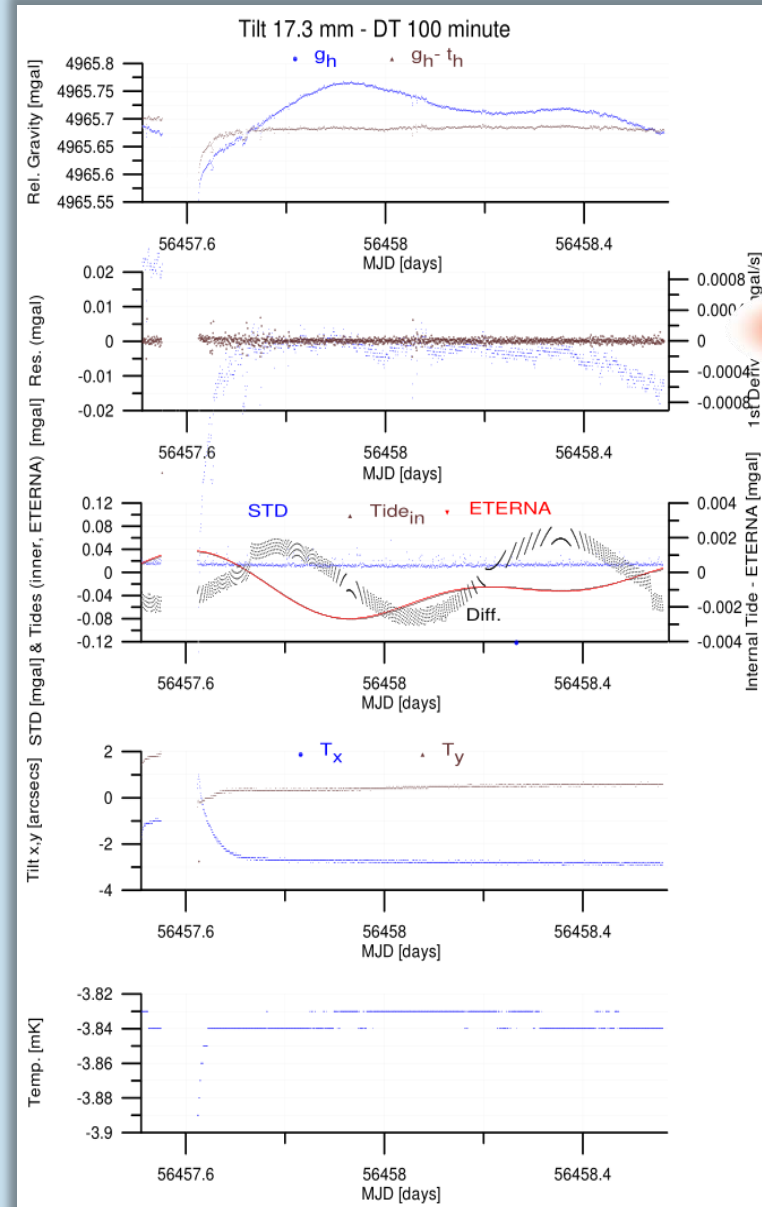 Tilt 17.3 mm - DT 100 minute
g_h g_h - t_h
Rel. Gravity [mgal]
4965.8
4965.75
4965.7
4965.65
4965.6
4965.55
56457.6 56458 56458.4
MJD [days]
Res. (mgal)
0.02
0.01
0
-0.01
-0.02
0.0008
0
-0.0004
-0.0008
1st Deriv
56457.6 56458 56458.4
MJD [days]
STD [mgal] & Tides (inner, ETERNA) [mgal]
STD Tide_in ETERNA
0.12
0.08
0.04
0
-0.04
-0.08
-0.12
Diff.
0.004
0.002
0
-0.002
-0.004
Internal Tide - ETERNA [mgal]
56457.6 56458 56458.4
MJD [days]
Tilt x,y [arcsecs]
T_x T_y
2
0
-2
-4
56457.6 56458 56458.4
MJD [days]
Temp. [mK]
-3.82
-3.84
-3.86
-3.88
-3.9
56457.6 56458 56458.4
MJD [days]